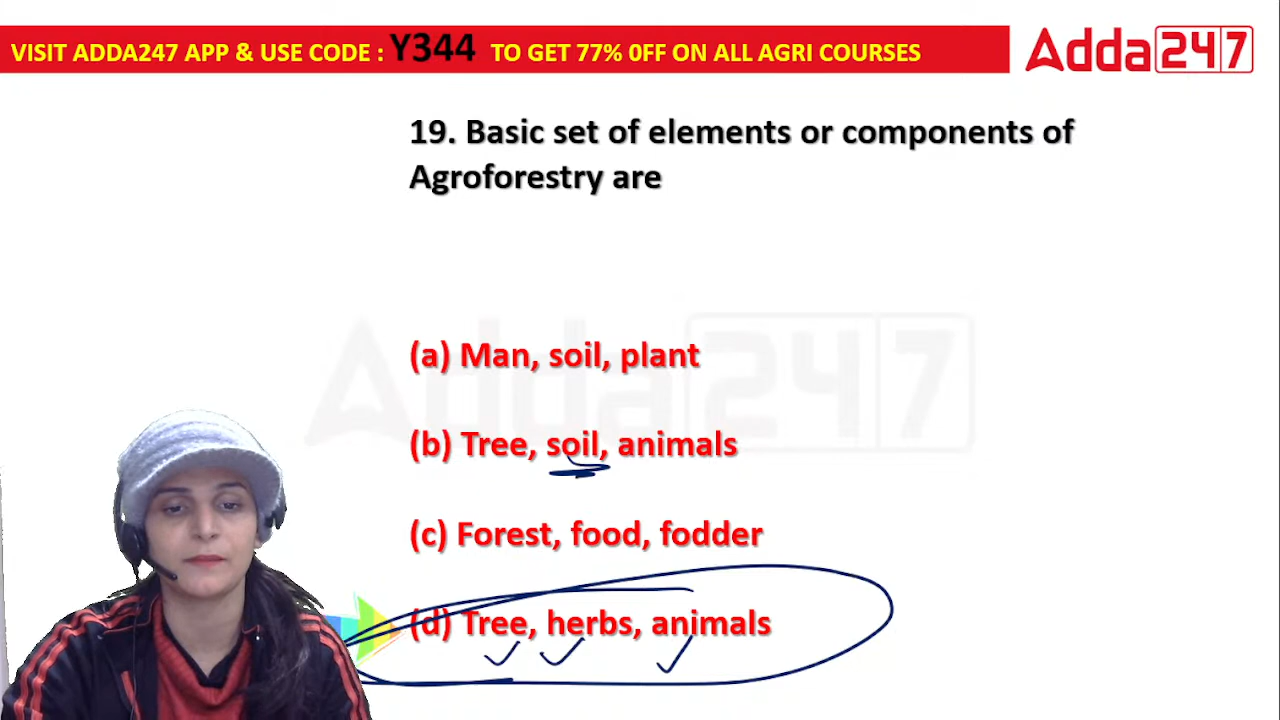 VISIT ADDA247 APP & USE CODE : Y344 TO GET 77% 0FF ON ALL AGRI COURSES
Adda247
19. Basic set of elements or components of
Agroforestry are
Adda247
(a) Man, soil, plant
(b) Tree, soil, animals
(c) Forest, food, fodder
(d) Tree, herbs, animals